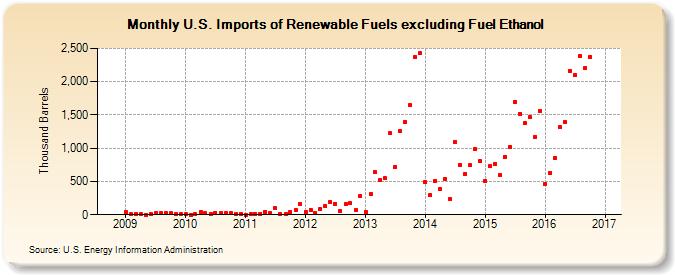 Monthly U.S. Imports of Renewable Fuels excluding Fuel Ethanol
Thousand Barrels
2,500
2,000
1,500
1,000
500
0
2009 2010 2011 2012 2013 2014 2015 2016 2017
Source: U.S. Energy Information Administration